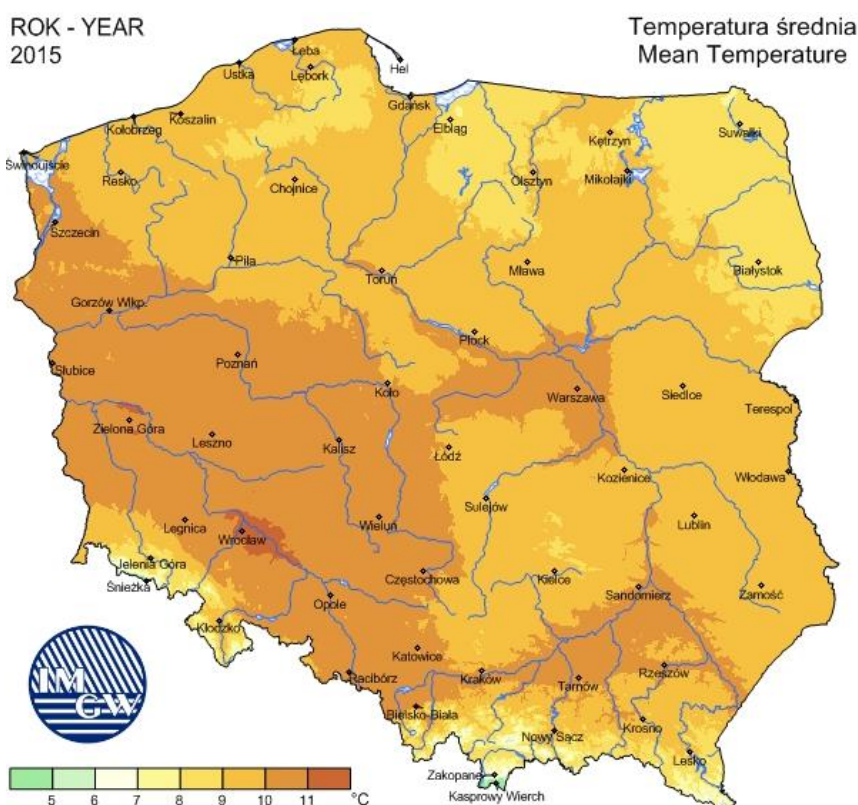 ROK - YEAR
2015
Temperatura średnia
Mean Temperature
Łeba
Ustka
Lębork
Hel
Gdańsk
Kołobrzeg
Koszalin
Elbląg
Kętrzyn
Suwałki
Świnoujście
Resko
Chojnice
Olsztyn
Mikołajki
Szczecin
Piła
Toruń
Mława
Białystok
Gorzów Wlkp.
Płock
Słubice
Poznań
Koło
Warszawa
Siedlce
Terespol
Zielona Góra
Leszno
Kalisz
Łódź
Kozienice
Włodawa
Sulejów
Legnica
Wrocław
Wieluń
Lublin
Jelenia Góra
Śnieżka
Częstochowa
Kielce
Sandomierz
Zamość
Opole
Kłodzko
Katowice
Racibórz
Kraków
Tarnów
Rzeszów
Bielsko-Biała
Nowy Sącz
Krosno
Lesko
Zakopane
Kasprowy Wierch
IM
GW
5 6 7 8 9 10 11 °C